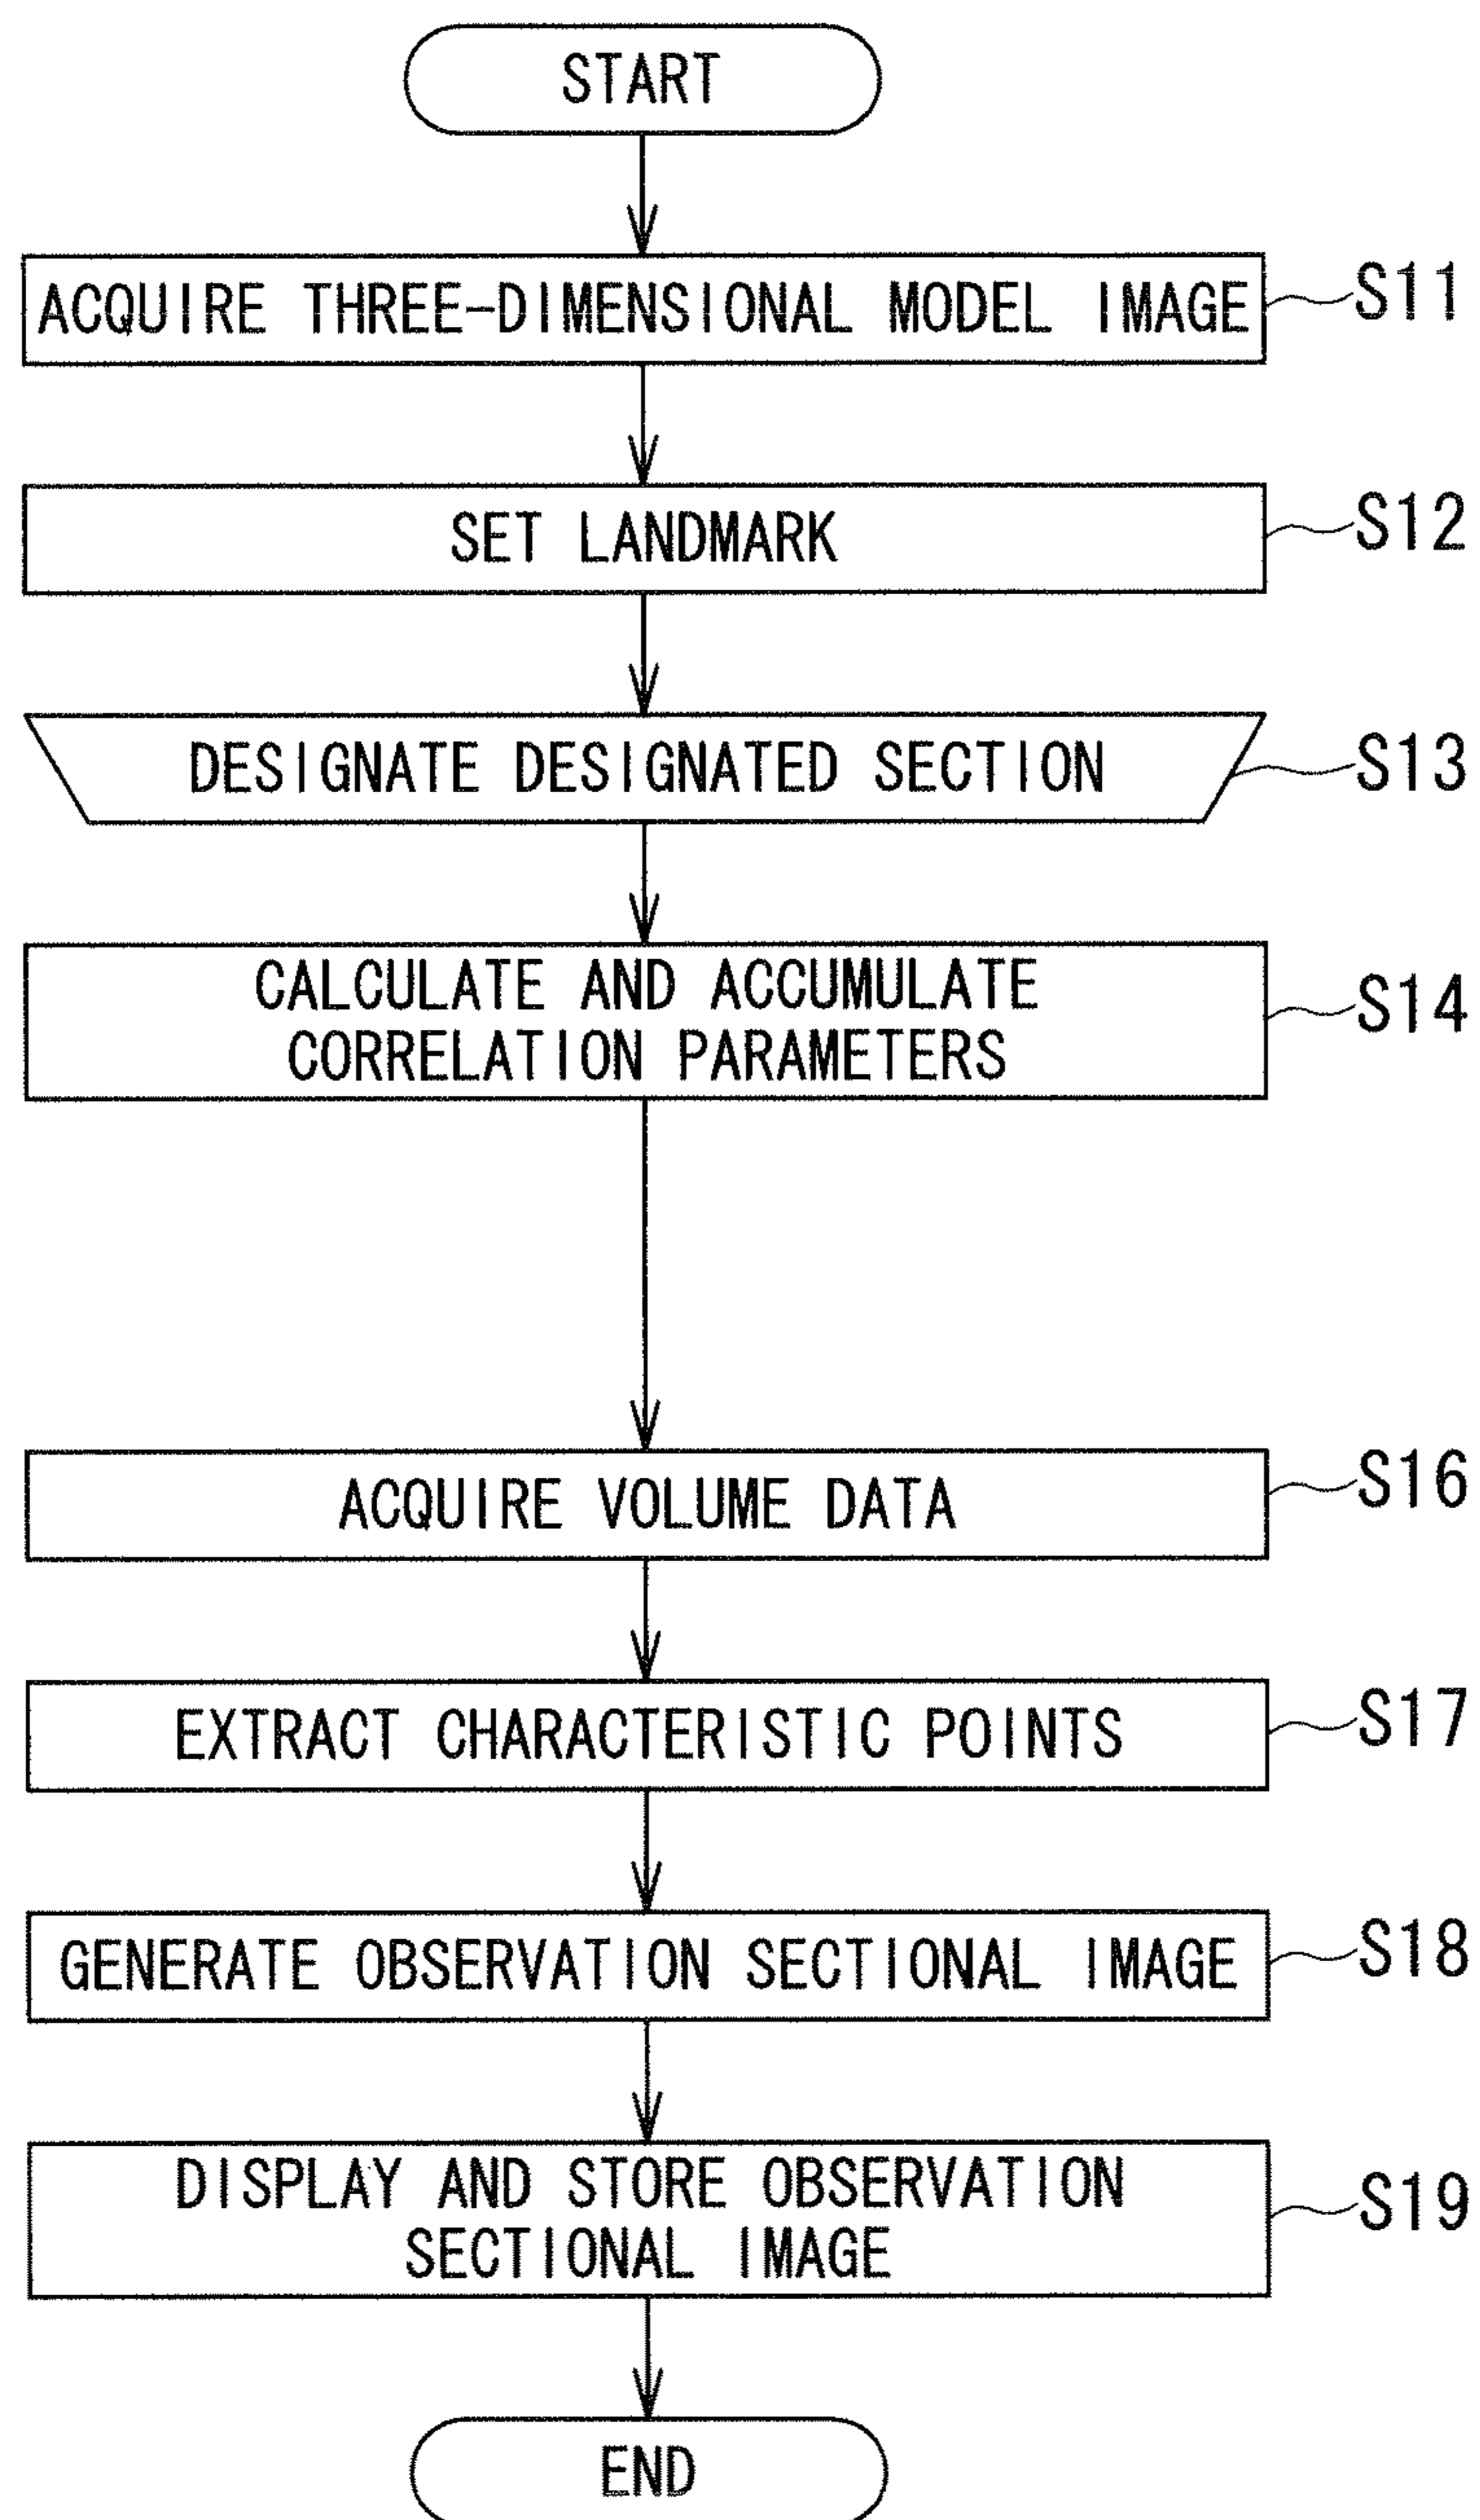 START
ACQUIRE THREE-DIMENSIONAL MODEL IMAGE
S11
SET LANDMARK
S12
DESIGNATE DESIGNATED SECTION
S13
CALCULATE AND ACCUMULATE
CORRELATION PARAMETERS
S14
ACQUIRE VOLUME DATA
S16
EXTRACT CHARACTERISTIC POINTS
S17
GENERATE OBSERVATION SECTIONAL IMAGE
S18
DISPLAY AND STORE OBSERVATION
SECTIONAL IMAGE
S19
END